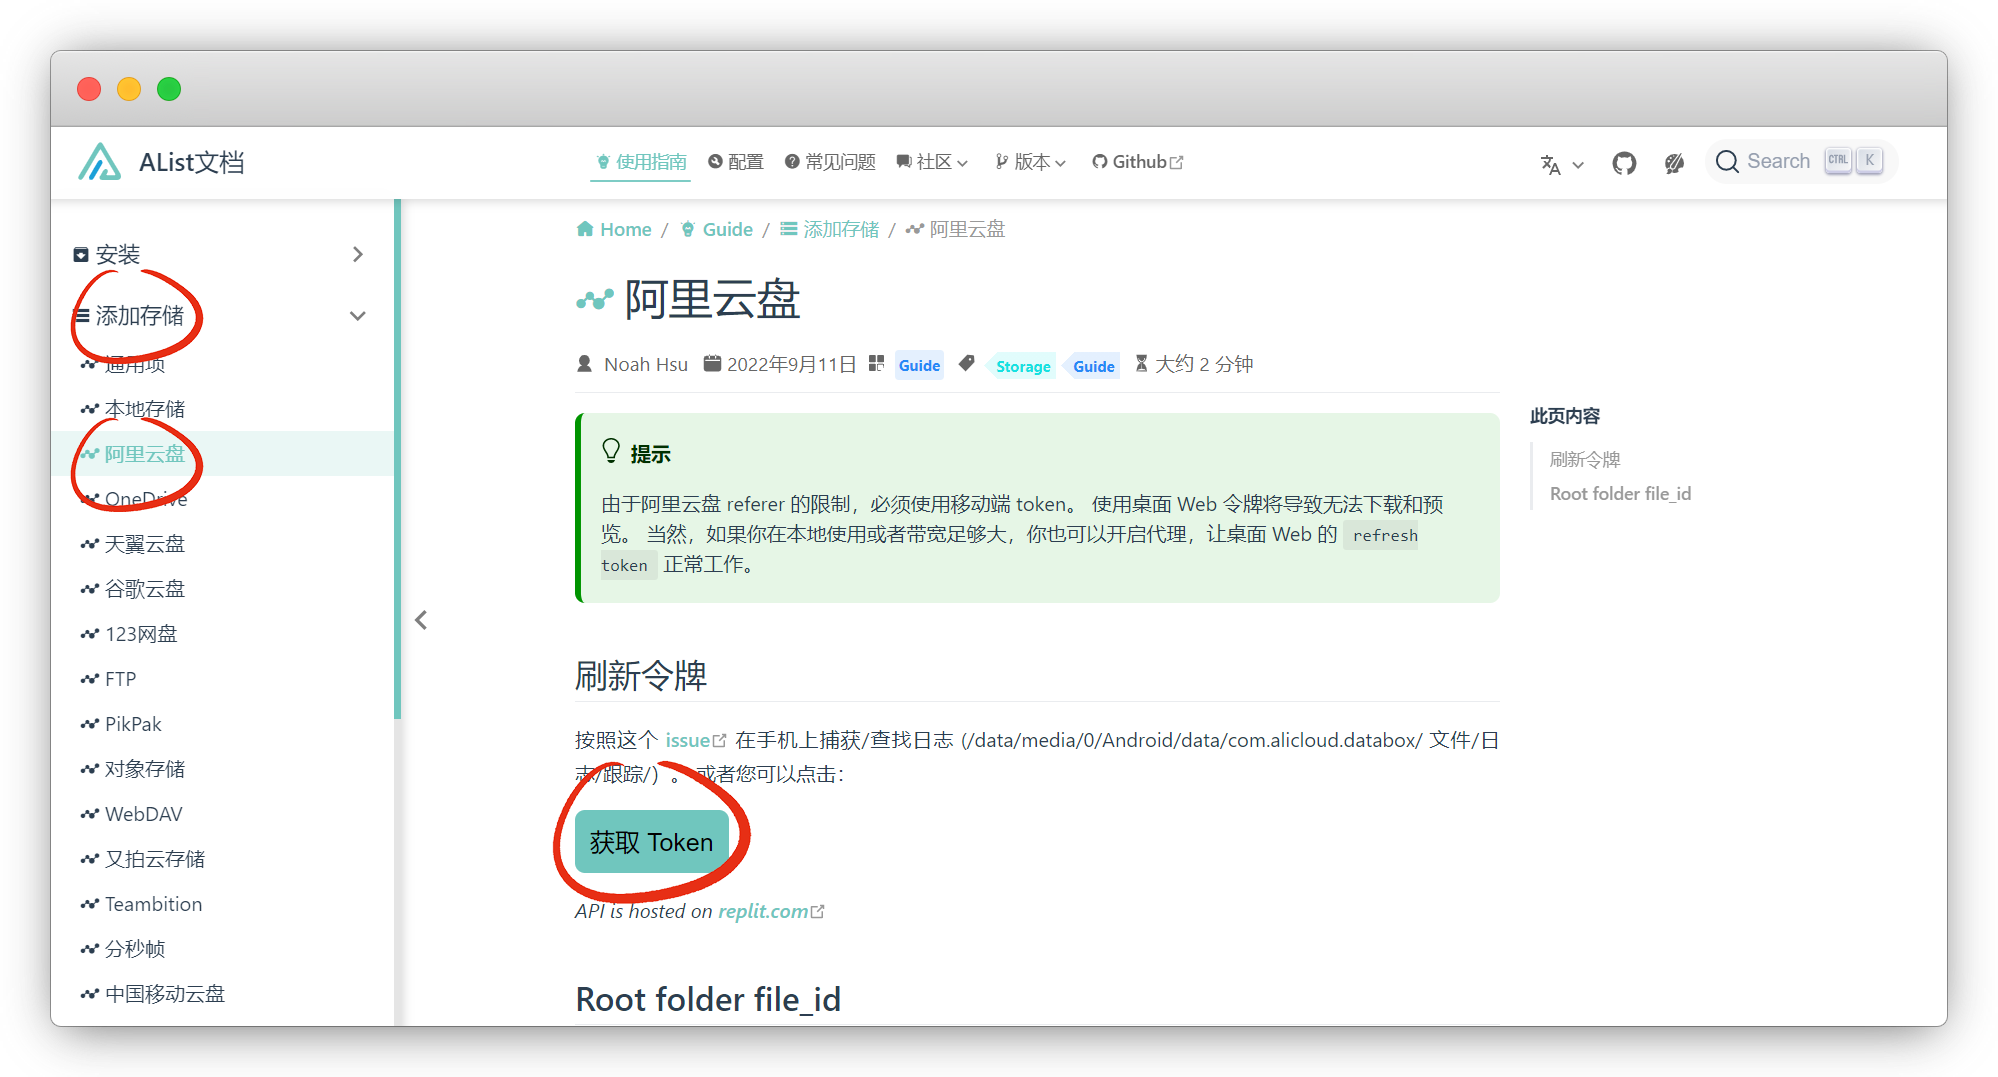 AList文档
使用指南 配置 常见问题 社区 版本 Github
Search CTRL K
安装
添加存储
通用项
本地存储
阿里云盘
OneDrive
天翼云盘
谷歌云盘
123网盘
FTP
PikPak
对象存储
WebDAV
又拍云存储
Teambition
分秒帧
中国移动云盘
Home / Guide / 添加存储 / 阿里云盘
阿里云盘
Noah Hsu 2022年9月11日 Guide Storage Guide 大约 2 分钟
提示
由于阿里云盘 referer 的限制，必须使用移动端 token。 使用桌面 Web 令牌将导致无法下载和预
览。 当然，如果你在本地使用或者带宽足够大，你也可以开启代理，让桌面 Web 的 refresh
token 正常工作。
刷新令牌
按照这个 issue 在手机上捕获/查找日志 (/data/media/0/Android/data/com.alicloud.databox/ 文件/日
志/跟踪/）。 或者您可以点击：
获取 Token
API is hosted on replit.com
Root folder file_id
此页内容
刷新令牌
Root folder file_id